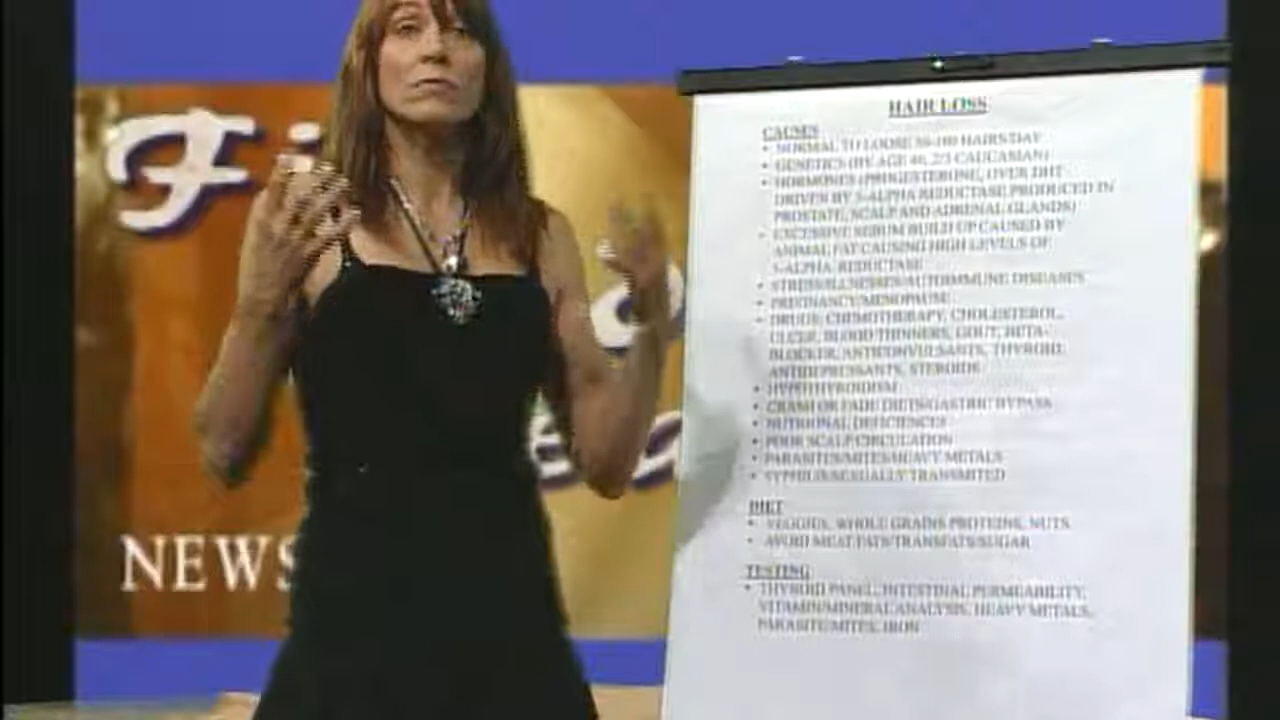 Fi
NEWS
HAIR LOSS
CAUSES
• NORMAL TO LOOSE 50-100 HAIRS/DAY
• GENETICS (BY AGE 40, 2/3 CAUCASIAN)
• HORMONES (PROGESTERONE, OVER DHT
DRIVEN BY 5-ALPHA REDUCTASE PRODUCED IN
PROSTATE, SCALP AND ADRENAL GLANDS)
• EXCESSIVE SEBUM BUILD UP CAUSED BY
ANIMAL FAT CAUSING HIGH LEVELS OF
5-ALPHA REDUCTASE
• STRESS/ILLNESSES/AUTOIMMUNE DISEASES
• PREGNANCY/MENOPAUSE
• DRUGS: CHEMOTHERAPY, CHOLESTEROL,
ULCER, BLOOD THINNERS, GOUT, BETA-
BLOCKER, ANTICONVULSANTS, THYROID,
ANTIDEPRESSANTS, STEROIDS
• HYPOTHYROIDISM
• CRASH OR FADE DIETS/GASTRIC BYPASS
• NUTRIONAL DEFICIENCES
• POOR SCALP CIRCULATION
• PARASITES/MITES/HEAVY METALS
• SYPHILIS/SEXUALLY TRANSMITED
DIET
• VEGGIES, WHOLE GRAINS PROTEINS, NUTS
• AVOID MEAT FATS/TRANSFATS/SUGAR
TESTING
• THYROID PANEL, INTESTINAL PERMEABILITY,
VITAMIN/MINERAL ANALYSIS, HEAVY METALS,
PARASITE/MITES, IRON